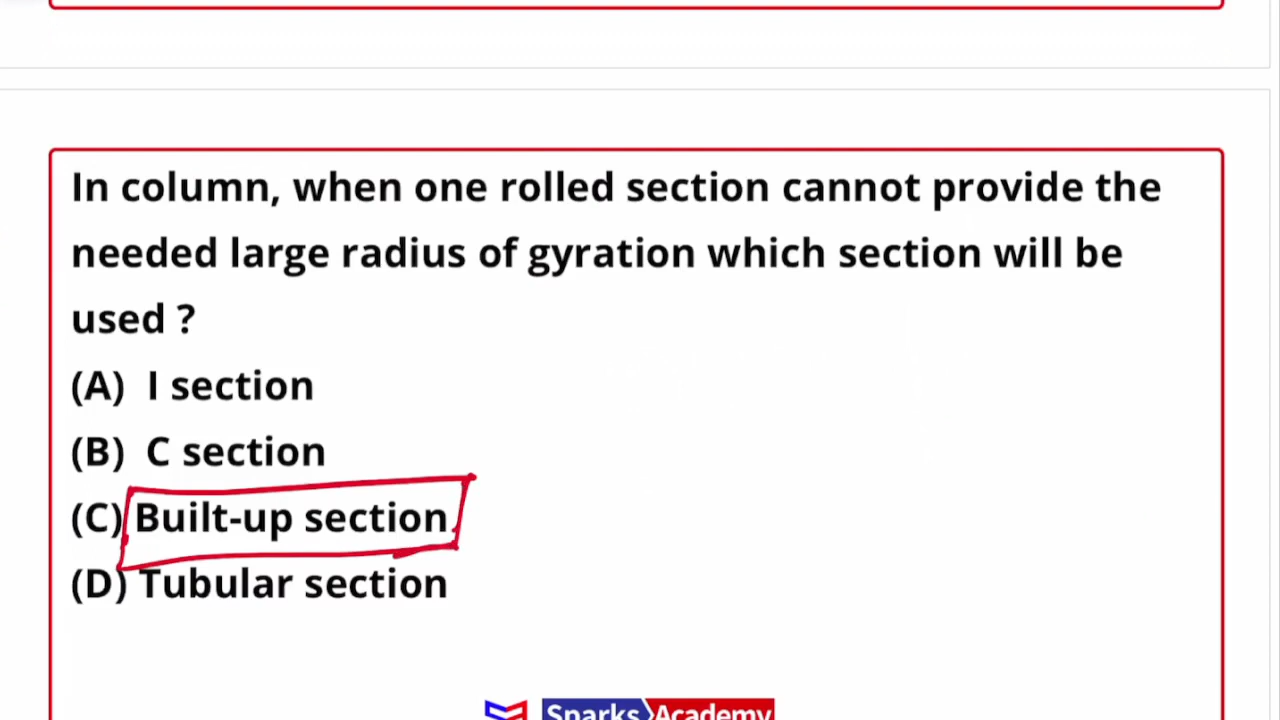 In column, when one rolled section cannot provide the
needed large radius of gyration which section will be
used ?
(A) I section
(B) C section
(C) Built-up section
(D) Tubular section
Sparks Academy